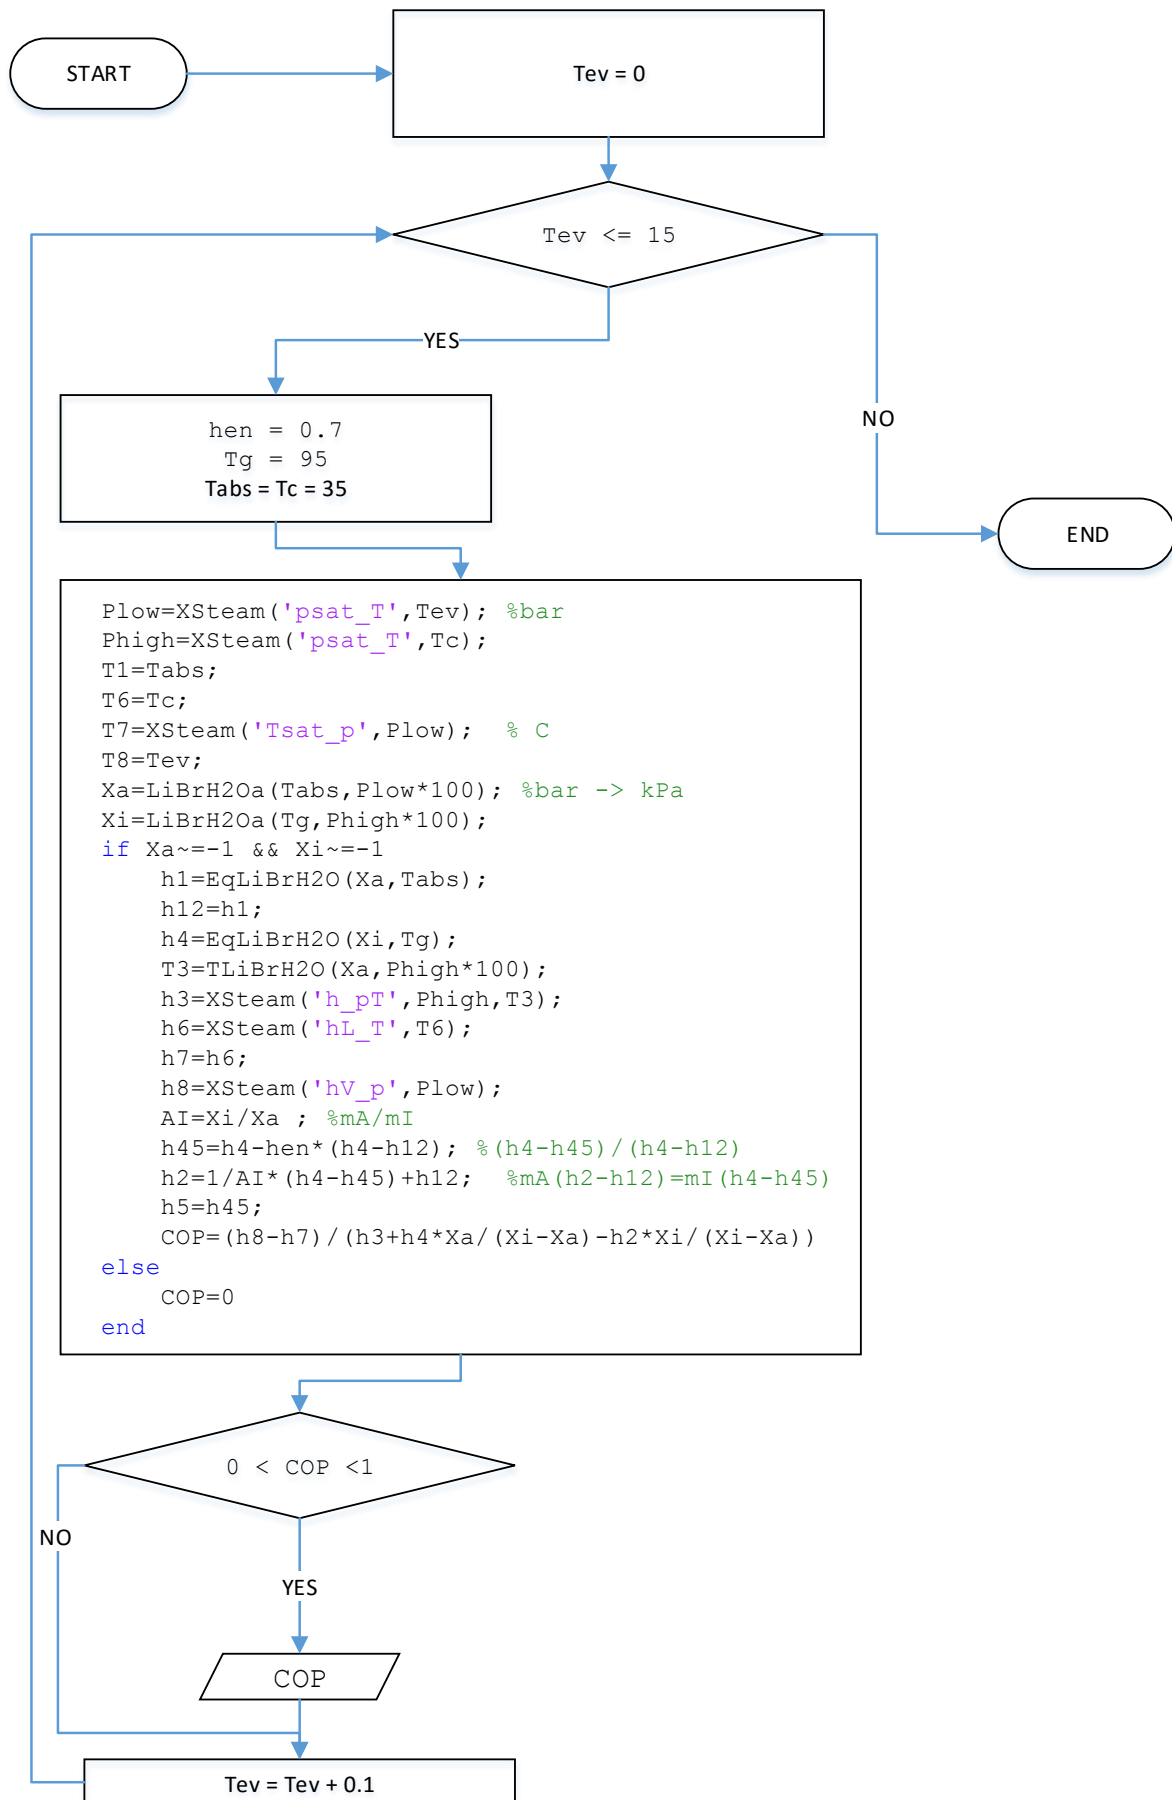 START
Tev = 0
Tev <= 15
YES
NO
hen = 0.7
Tg = 95
Tabs = Tc = 35
END
Plow=XSteam('psat_T',Tev); %bar
Phigh=XSteam('psat_T',Tc);
T1=Tabs;
T6=Tc;
T7=XSteam('Tsat_p',Plow);  % C
T8=Tev;
Xa=LiBrH2Oa(Tabs,Plow*100); %bar -> kPa
Xi=LiBrH2Oa(Tg,Phigh*100);
if Xa~=-1 && Xi~=-1
    h1=EqLiBrH2O(Xa,Tabs);
    h12=h1;
    h4=EqLiBrH2O(Xi,Tg);
    T3=TLiBrH2O(Xa,Phigh*100);
    h3=XSteam('h_pT',Phigh,T3);
    h6=XSteam('hL_T',T6);
    h7=h6;
    h8=XSteam('hV_p',Plow);
    AI=Xi/Xa ; %mA/mI
    h45=h4-hen*(h4-h12); %(h4-h45)/(h4-h12)
    h2=1/AI*(h4-h45)+h12;  %mA(h2-h12)=mI(h4-h45)
    h5=h45;
    COP=(h8-h7)/(h3+h4*Xa/(Xi-Xa)-h2*Xi/(Xi-Xa))
else
    COP=0
end
0 < COP <1
NO
YES
COP
Tev = Tev + 0.1